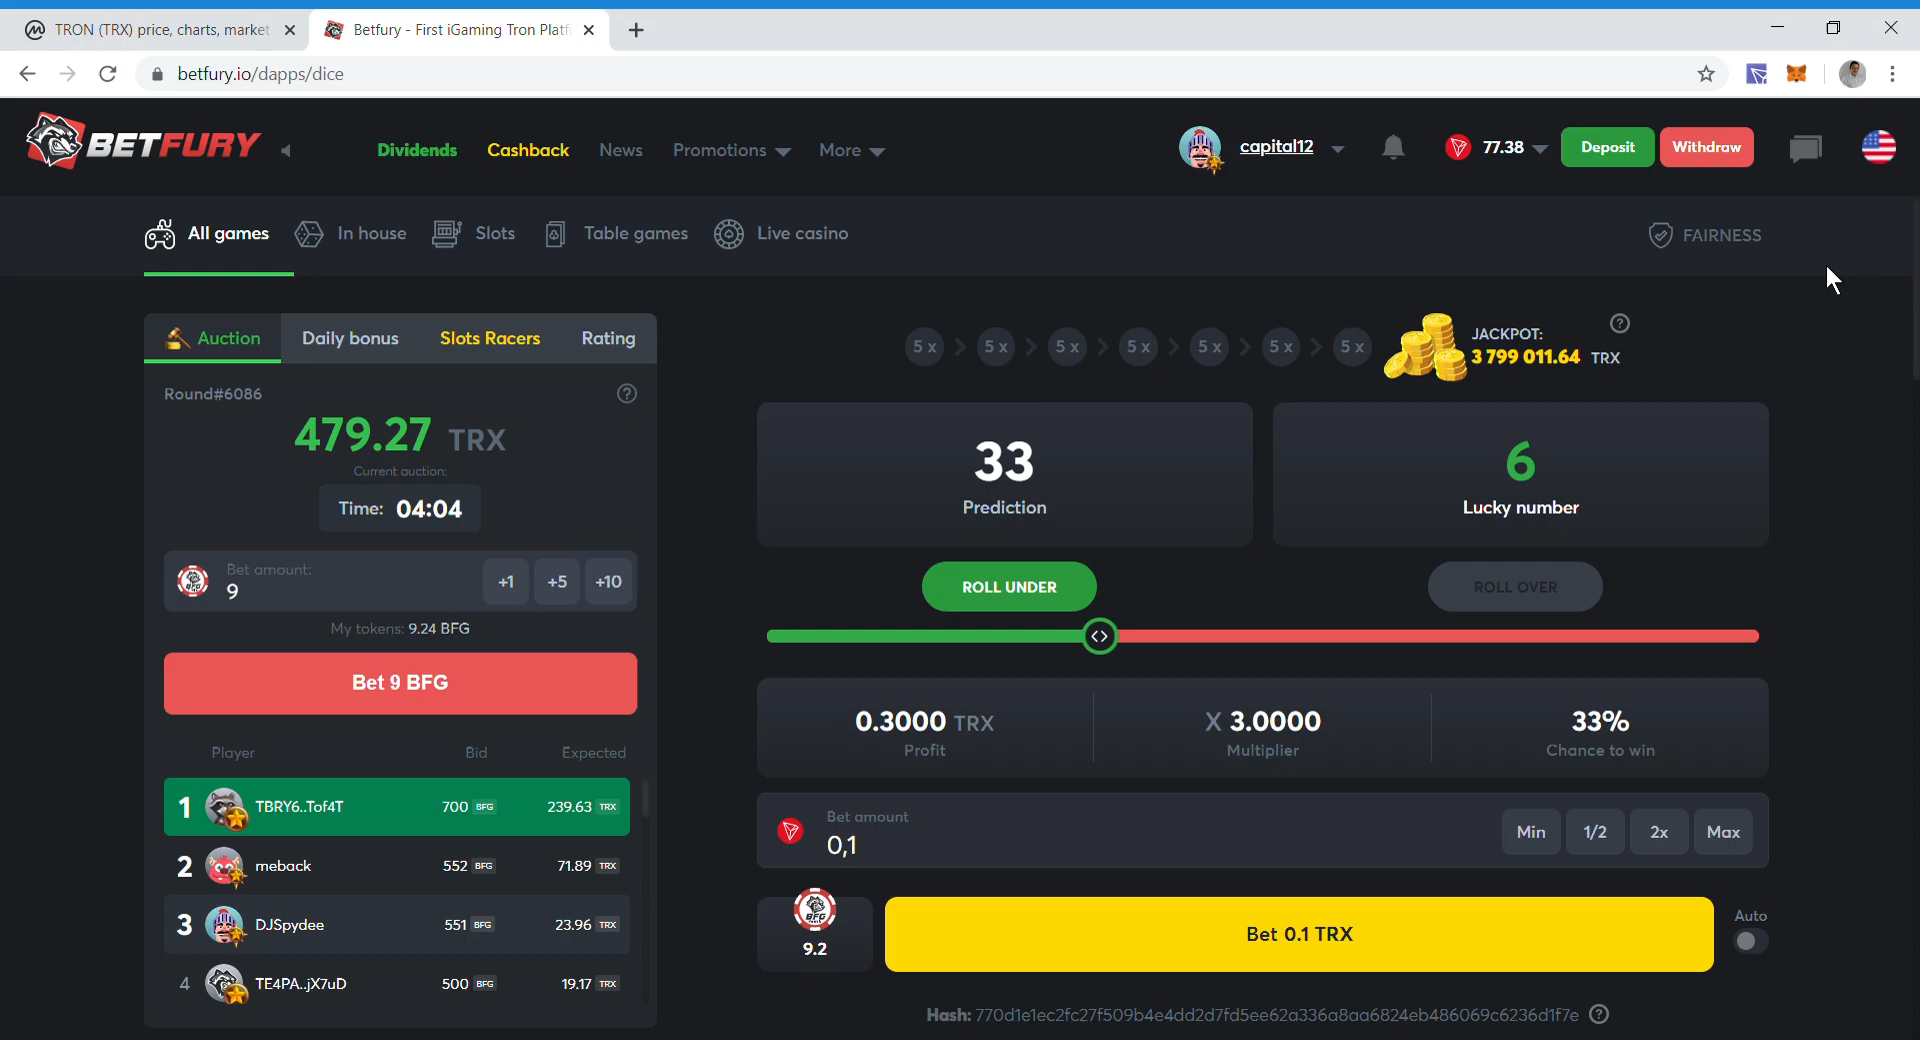 TRON (TRX) price, charts, market
Betfury - First iGaming Tron Platf
betfury.io/dapps/dice
BETFURY
Dividends
Cashback
News
Promotions
More
capital12
77.38
Deposit
Withdraw
All games
In house
Slots
Table games
Live casino
FAIRNESS
Auction
Daily bonus
Slots Racers
Rating
Round#6086
?
479.27 TRX
Current auction:
Time: 04:04
Bet amount:
9
+1
+5
+10
My tokens: 9.24 BFG
Bet 9 BFG
Player Bid Expected
1 TBRY6..Tof4T 700 BFG 239.63 TRX
2 meback 552 BFG 71.89 TRX
3 DJSpydee 551 BFG 23.96 TRX
4 TE4PA..jX7uD 500 BFG 19.17 TRX
5 x 5 x 5 x 5 x 5 x 5 x 5 x
JACKPOT:
?
3 799 011.64 TRX
33
Prediction
6
Lucky number
ROLL UNDER
ROLL OVER
0.3000 TRX
Profit
X 3.0000
Multiplier
33%
Chance to win
Bet amount
0,1
Min
1/2
2x
Max
BFG
9.2
Bet 0.1 TRX
Auto
Hash: 770d1e1ec2fc27f509b4e4dd2d7fd5ee62a336a8aa6824eb486069c6236d1f7e ?